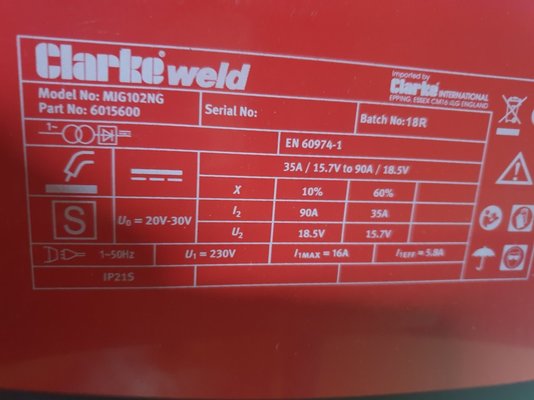 Clarke weld
Imported by
Clarke INTERNATIONAL
EPPING, ESSEX CM16 4LG ENGLAND
Model No: MIG102NG
Part No: 6015600
Serial No:
Batch No: 18R
1~
EN 60974-1
35A / 15.7V to 90A / 18.5V
X 10% 60%
S
U₀ = 20V-30V
I₂ 90A 35A
U₂ 18.5V 15.7V
1~50Hz U₁ = 230V I1MAX = 16A I1EFF = 5.8A
IP21S